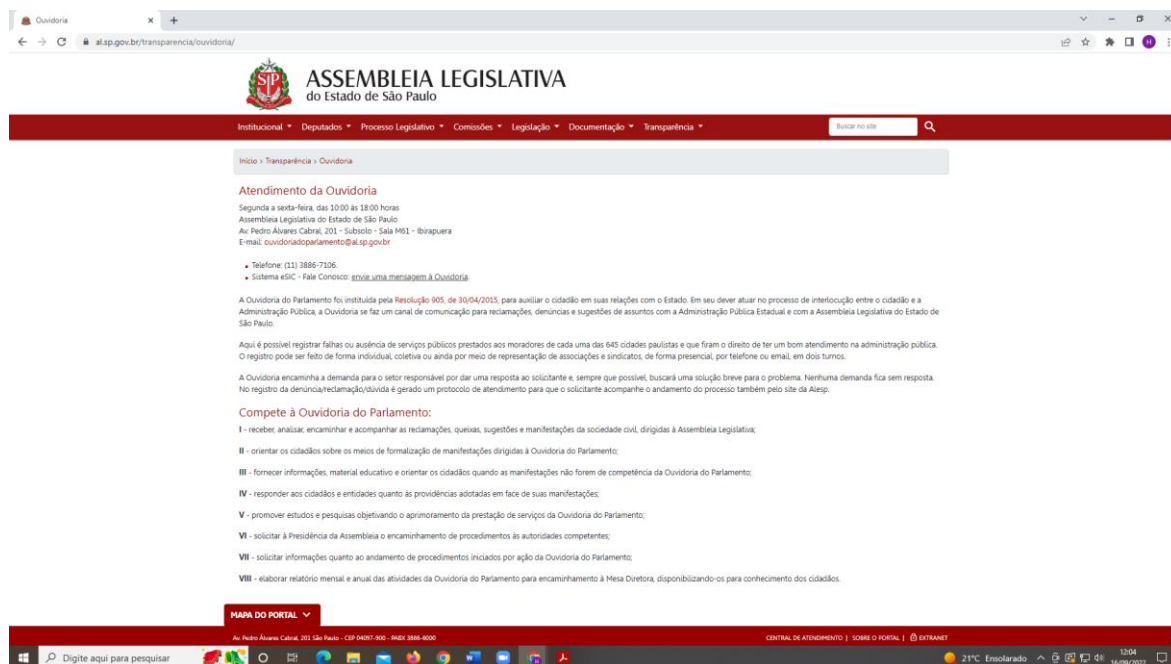 Ouvidoria
al.sp.gov.br/transparencia/ouvidoria/
H
SP
ASSEMBLEIA LEGISLATIVA
do Estado de São Paulo
Institucional Deputados Processo Legislativo Comissões Legislação Documentação Transparência Buscar no site
Início > Transparência > Ouvidoria
Atendimento da Ouvidoria
Segunda a sexta-feira, das 10:00 às 18:00 horas
Assembleia Legislativa do Estado de São Paulo
Av. Pedro Álvares Cabral, 201 - Subsolo - Sala M61 - Ibirapuera
E-mail: ouvidoriadoparlamento@al.sp.gov.br
Telefone: (11) 3886-7106.
Sistema eSIC - Fale Conosco: envie uma mensagem à Ouvidoria.
A Ouvidoria do Parlamento foi instituída pela Resolução 905, de 30/04/2015, para auxiliar o cidadão em suas relações com o Estado. Em seu dever atuar no processo de interlocução entre o cidadão e a
Administração Pública, a Ouvidoria se faz um canal de comunicação para reclamações, denúncias e sugestões de assuntos com a Administração Pública Estadual e com a Assembleia Legislativa do Estado de
São Paulo.
Aqui é possível registrar falhas ou ausência de serviços públicos prestados aos moradores de cada uma das 645 cidades paulistas e que firam o direito de ter um bom atendimento na administração pública.
O registro pode ser feito de forma individual, coletiva ou ainda por meio de representação de associações e sindicatos, de forma presencial, por telefone ou email, em dois turnos.
A Ouvidoria encaminha a demanda para o setor responsável por dar uma resposta ao solicitante e, sempre que possível, buscará uma solução breve para o problema. Nenhuma demanda fica sem resposta.
No registro da denúncia/reclamação/dúvida é gerado um protocolo de atendimento para que o solicitante acompanhe o andamento do processo também pelo site da Alesp.
Compete à Ouvidoria do Parlamento:
I - receber, analisar, encaminhar e acompanhar as reclamações, queixas, sugestões e manifestações da sociedade civil, dirigidas à Assembleia Legislativa;
II - orientar os cidadãos sobre os meios de formalização de manifestações dirigidas à Ouvidoria do Parlamento;
III - fornecer informações, material educativo e orientar os cidadãos quando as manifestações não forem de competência da Ouvidoria do Parlamento;
IV - responder aos cidadãos e entidades quanto às providências adotadas em face de suas manifestações;
V - promover estudos e pesquisas objetivando o aprimoramento da prestação de serviços da Ouvidoria do Parlamento;
VI - solicitar à Presidência da Assembleia o encaminhamento de procedimentos às autoridades competentes;
VII - solicitar informações quanto ao andamento de procedimentos iniciados por ação da Ouvidoria do Parlamento;
VIII - elaborar relatório mensal e anual das atividades da Ouvidoria do Parlamento para encaminhamento à Mesa Diretora, disponibilizando-os para conhecimento dos cidadãos.
MAPA DO PORTAL
Av. Pedro Álvares Cabral, 201 São Paulo - CEP 04097-900 - PABX 3886-6000 CENTRAL DE ATENDIMENTO | SOBRE O PORTAL | EXTRANET
Digite aqui para pesquisar 21°C Ensolarado 12:04
16/09/2022